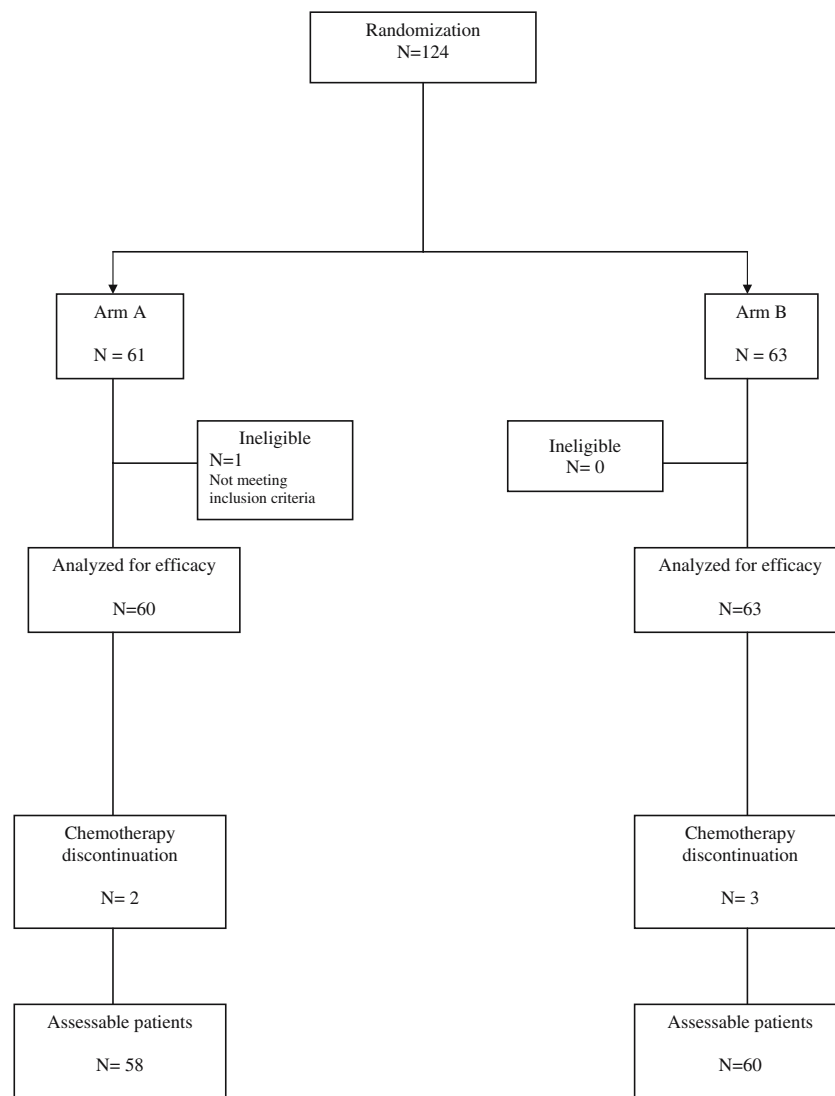 Randomization
N=124
Arm A
N = 61
Arm B
N = 63
Ineligible
N=1
Not meeting
inclusion criteria
Ineligible
N= 0
Analyzed for efficacy
N=60
Analyzed for efficacy
N=63
Chemotherapy
discontinuation
N= 2
Chemotherapy
discontinuation
N= 3
Assessable patients
N= 58
Assessable patients
N=60